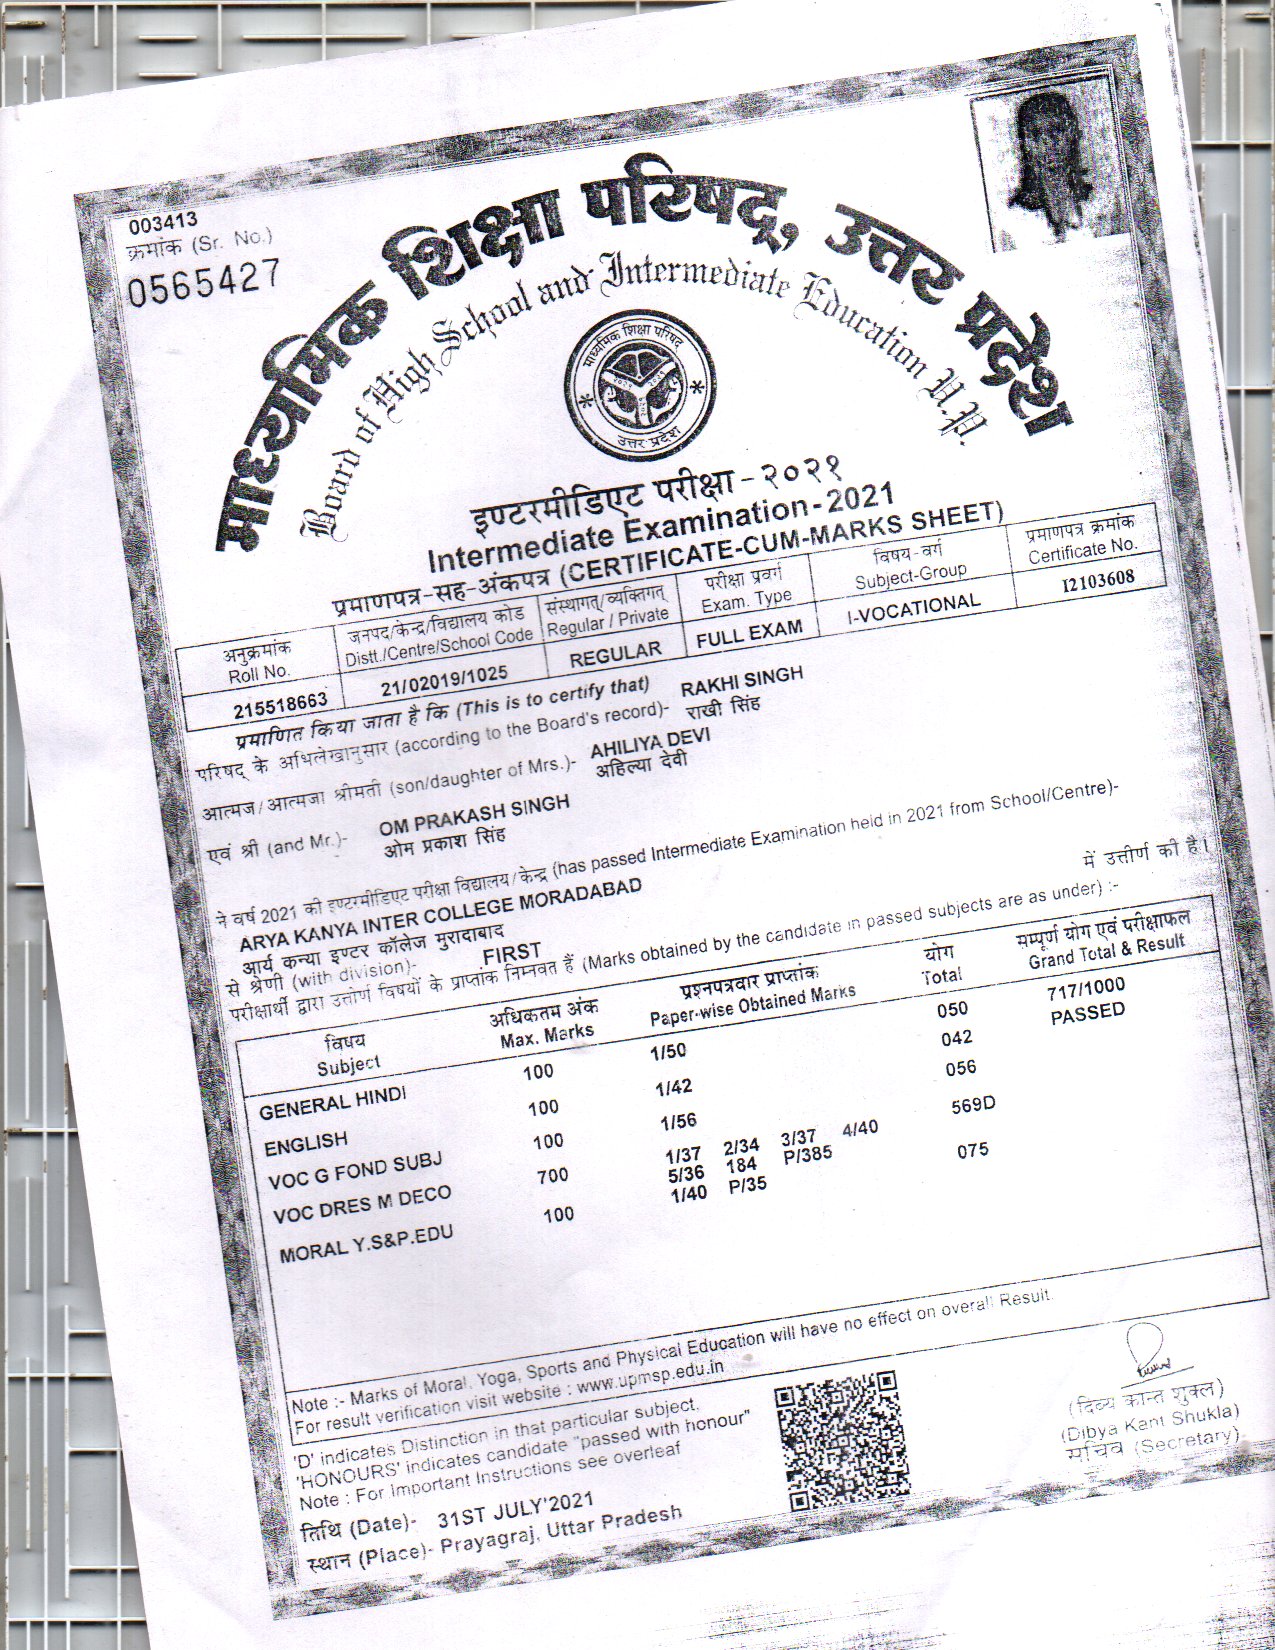 003413
क्रमांक (Sr. No.)
0565427
माध्यमिक शिक्षा परिषद्, उत्तर प्रदेश
Board of High School and Intermediate Education U.P.
माध्यमिक शिक्षा परिषद
उत्तर प्रदेश
इण्टरमीडिएट परीक्षा - २०२१
Intermediate Examination-2021
प्रमाणपत्र-सह-अंकपत्र (CERTIFICATE-CUM-MARKS SHEET)
अनुक्रमांक जनपद/केन्द्र/विद्यालय कोड संस्थागत्/व्यक्तिगत् परीक्षा प्रवर्ग विषय-वर्ग प्रमाणपत्र क्रमांक
Roll No. Distt./Centre/School Code Regular / Private Exam. Type Subject-Group Certificate No.
215518663 21/02019/1025 REGULAR FULL EXAM I-VOCATIONAL I2103608
प्रमाणित किया जाता है कि (This is to certify that) RAKHI SINGH
परिषद् के अभिलेखानुसार (according to the Board's record)- राखी सिंह
आत्मज/आत्मजा श्रीमती (son/daughter of Mrs.)- AHILIYA DEVI
अहिल्या देवी
एवं श्री (and Mr.)- OM PRAKASH SINGH
ओम प्रकाश सिंह
ने वर्ष 2021 की इण्टरमीडिएट परीक्षा विद्यालय/केन्द्र (has passed Intermediate Examination held in 2021 from School/Centre)-
ARYA KANYA INTER COLLEGE MORADABAD
आर्य कन्या इण्टर कॉलेज मुरादाबाद में उत्तीर्ण की है।
से श्रेणी (with division)- FIRST
परीक्षार्थी द्वारा उत्तीर्ण विषयों के प्राप्तांक निम्नवत हैं (Marks obtained by the candidate in passed subjects are as under) :-
विषय अधिकतम अंक प्रश्नपत्रवार प्राप्तांक योग सम्पूर्ण योग एवं परीक्षाफल
Subject Max. Marks Paper-wise Obtained Marks Total Grand Total & Result
GENERAL HINDI 100 1/50 050 717/1000
ENGLISH 100 1/42 042 PASSED
VOC G FOND SUBJ 100 1/56 056
VOC DRES M DECO 700 1/37 2/34 3/37 4/40 569D
5/36 184 P/385
MORAL Y.S&P.EDU 100 1/40 P/35 075
Note :- Marks of Moral, Yoga, Sports and Physical Education will have no effect on overall Result.
For result verification visit website : www.upmsp.edu.in
'D' indicates Distinction in that particular subject.
'HONOURS' indicates candidate "passed with honour"
Note : For Important Instructions see overleaf
तिथि (Date)- 31ST JULY'2021
स्थान (Place)- Prayagraj, Uttar Pradesh
(दिव्य कान्त शुक्ल)
(Dibya Kant Shukla)
सचिव (Secretary)